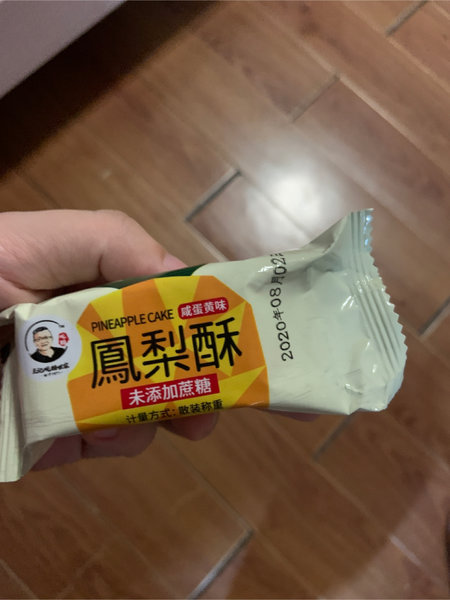 PINEAPPLE CAKE
咸蛋黄味
鳳梨酥
未添加蔗糖
计量方式:散装称重
2020年08月02